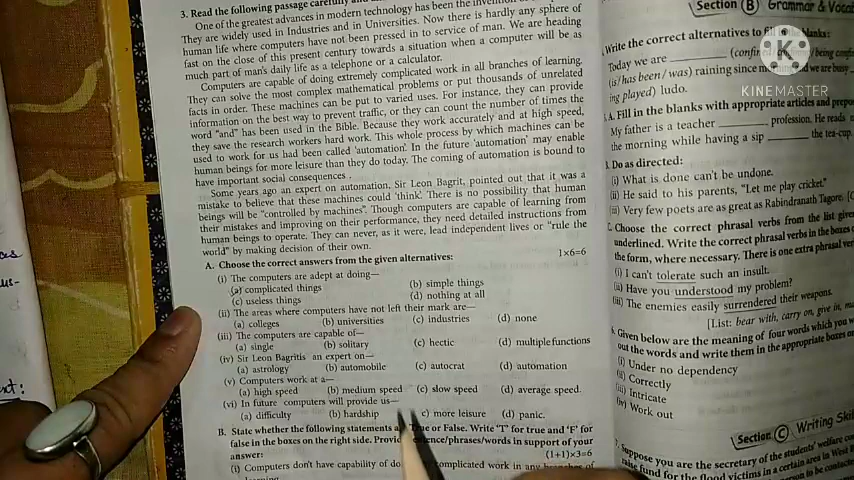 3. Read the following passage carefully and
One of the greatest advances in modern technology has been the invention
They are widely used in Industries and in Universities. Now there is hardly any sphere of
human life where computers have not been pressed in to service of man. We are heading
fast on the close of this present century towards a situation when a computer will be as
much part of man's daily life as a telephone or a calculator.
Computers are capable of doing extremely complicated work in all branches of learning.
They can solve the most complex mathematical problems or put thousands of unrelated
facts in order. These machines can be put to varied uses. For instance, they can provide
information on the best way to prevent traffic, or they can count the number of times the
word "and" has been used in the Bible. Because they work accurately and at high speed,
they save the research workers hard work. This whole process by which machines can be
used to work for us had been called 'automation'. In the future 'automation' may enable
human beings for more leisure than they do today. The coming of automation is bound to
have important social consequences.
Some years ago an expert on automation, Sir Leon Bagrit, pointed out that it was a
mistake to believe that these machines could 'think'. There is no possibility that human
beings will be "controlled by machines". Though computers are capable of learning from
their mistakes and improving on their performance, they need detailed instructions from
human beings to operate. They can never, as it were, lead independent lives or "rule the
world" by making decision of their own.
A. Choose the correct answers from the given alternatives: 1×6=6
(i) The computers are adept at doing—
(a) complicated things (b) simple things
(c) useless things (d) nothing at all
(ii) The areas where computers have not left their mark are—
(a) colleges (b) universities (c) industries (d) none
(iii) The computers are capable of—
(a) single (b) solitary (c) hectic (d) multiple functions
(iv) Sir Leon Bagritis an expert on—
(a) astrology (b) automobile (c) autocrat (d) automation
(v) Computers work at a—
(a) high speed (b) medium speed (c) slow speed (d) average speed.
(vi) In future computers will provide us—
(a) difficulty (b) hardship c) more leisure (d) panic.
B. State whether the following statements a True or False. Write 'T' for true and 'F' for
false in the boxes on the right side. Provi phrases/words in support of your
answer: (1+1)×3=6
(i) Computers don't have capability of do complicated work in any branches of
Section (B) Grammar &
Write the correct alternatives to fill blanks:
Today we are ________ (
(is/has been / was) raining since m and we are busy
ing played) ludo.
A. Fill in the blanks with appropriate articles and
My father is a teacher ________ profession. He reads
the morning while having a sip ________ the tea-cup.
Do as directed:
(i) What is done can't be undone.
(ii) He said to his parents, "Let me play cricket."
(iii) Very few poets are as great as Rabindranath Tagore.
C. Choose the correct phrasal verbs from the list
underlined. Write the correct phrasal verbs in the boxes
the form, where necessary. There is one extra phrasal
(i) I can't tolerate such an insult.
(ii) Have you understood my problem?
(iii) The enemies easily surrendered their weapons.
[List: bear with, carry on, give in,
Given below are the meaning of four words which you
out the words and write them in the appropriate boxes
(i) Under no dependency
(ii) Correctly
(iii) Intricate
(iv) Work out
Section (C) Writing
Suppose you are the secretary of the students' welfare
raise fund for the flood victims in a certain area in West
K
KINEMASTER